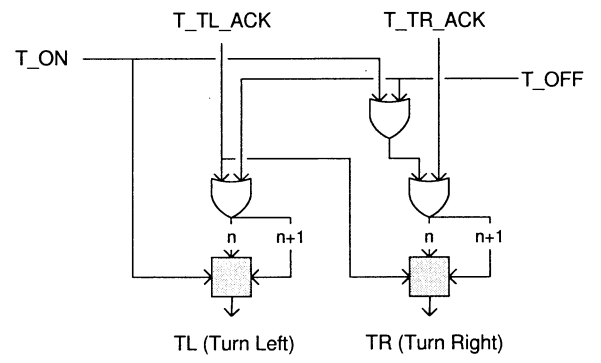 T_TL_ACK
T_TR_ACK
T_ON
T_OFF
n
n+1
n
n+1
TL (Turn Left)
TR (Turn Right)